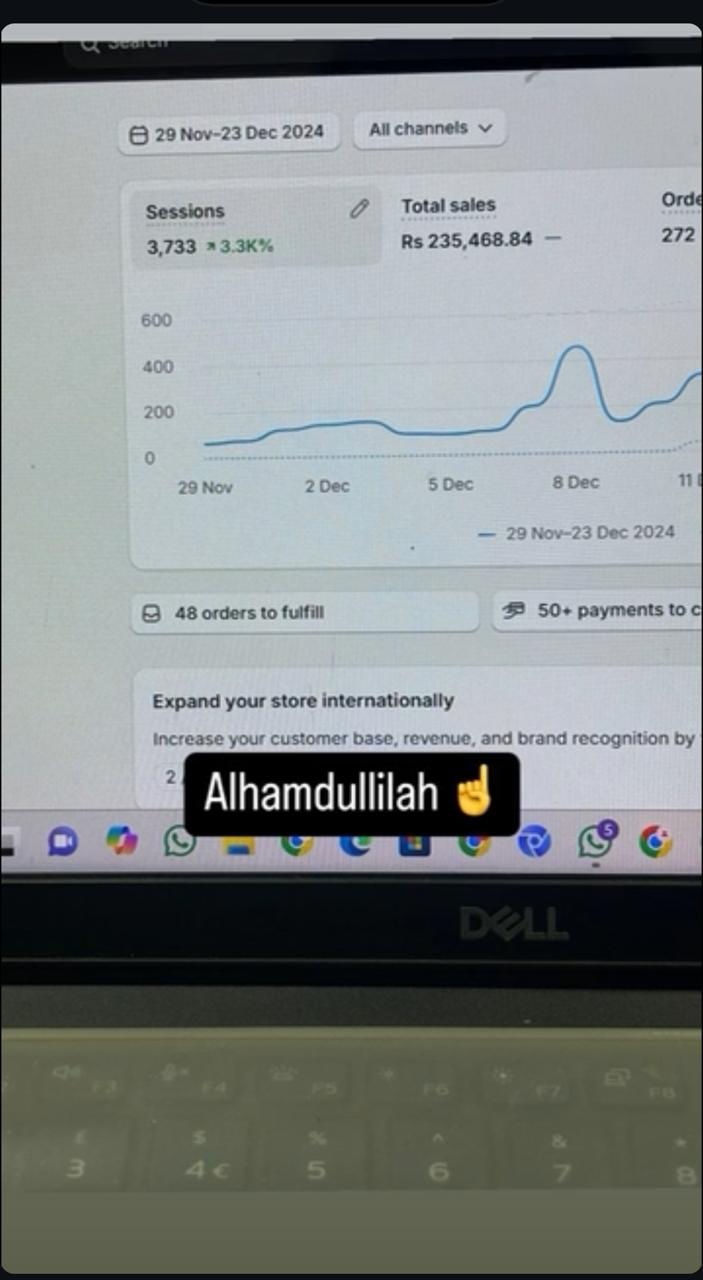 Search
29 Nov–23 Dec 2024
All channels
Sessions
3,733 3.3K%
Total sales
Rs 235,468.84 —
Orde
272
600
400
200
0
29 Nov
2 Dec
5 Dec
8 Dec
11 D
29 Nov–23 Dec 2024
48 orders to fulfill
50+ payments to c
Expand your store internationally
Increase your customer base, revenue, and brand recognition by
2
Alhamdullilah ☝️
5
DELL
F3
F4
F5
F6
F7
F8
£
$
%
^
&
*
3
4 €
5
6
7
8